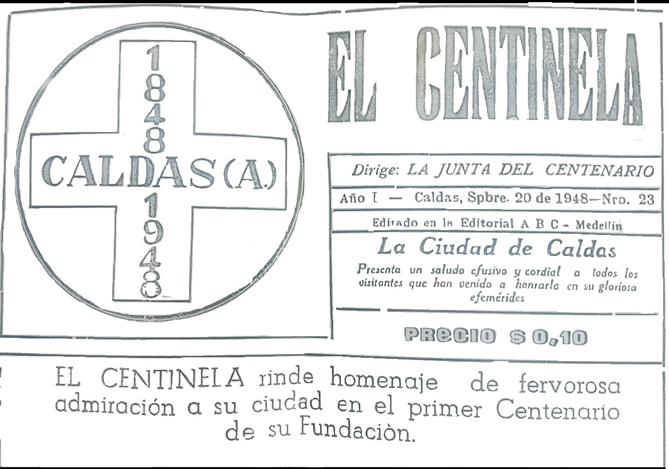 1848
CALDAS (A.)
1948
EL CENTINELA
Dirige: LA JUNTA DEL CENTENARIO
Año I — Caldas, Spbre. 20 de 1948—Nro. 23
Editado en la Editorial A B C - Medellín
La Ciudad de Caldas
Presenta un saludo efusivo y cordial a todos los
visitantes que han venido a honrarla en su gloriosa
efemérides
PRECIO $ 0,10
EL CENTINELA rinde homenaje de fervorosa
admiración a su ciudad en el primer Centenario
de su Fundaciòn.